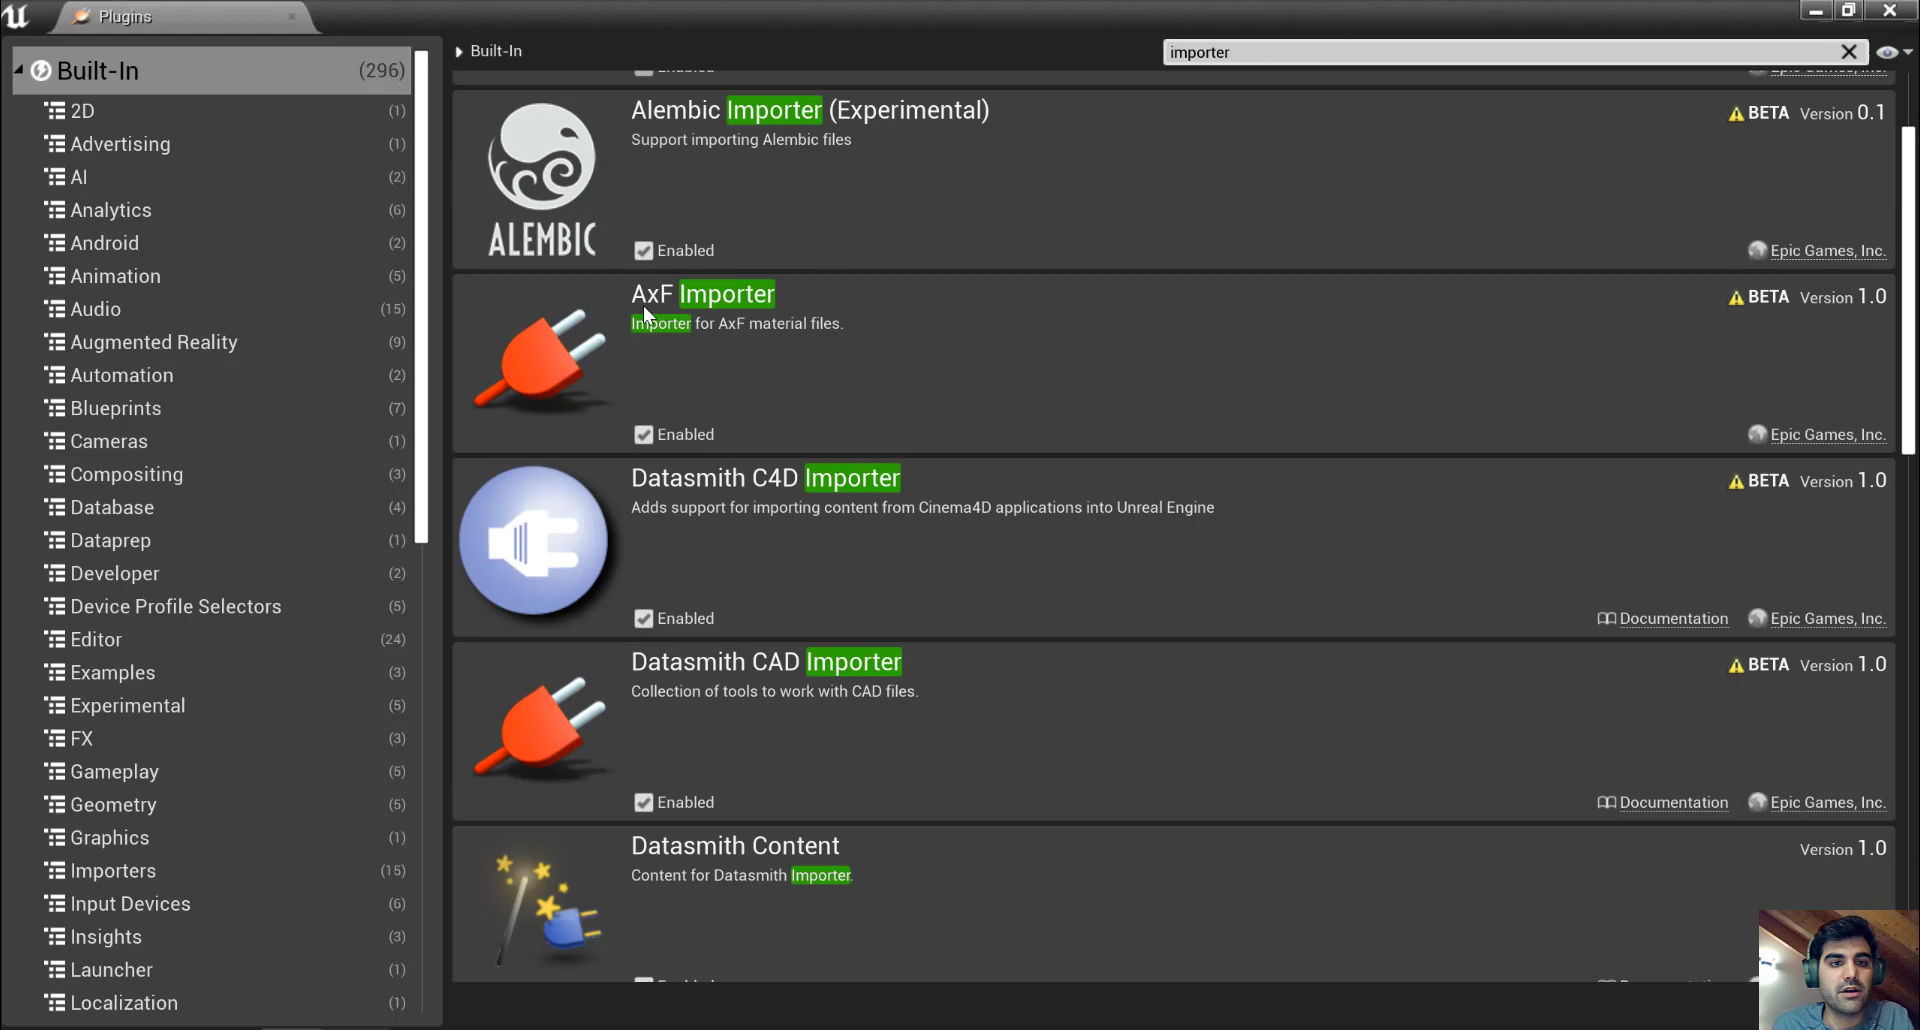 Plugins
Built-In (296)
2D (1)
Advertising (1)
AI (2)
Analytics (6)
Android (2)
Animation (5)
Audio (15)
Augmented Reality (9)
Automation (2)
Blueprints (7)
Cameras (1)
Compositing (3)
Database (4)
Dataprep (1)
Developer (2)
Device Profile Selectors (5)
Editor (24)
Examples (3)
Experimental (5)
FX (3)
Gameplay (5)
Geometry (5)
Graphics (1)
Importers (15)
Input Devices (6)
Insights (3)
Launcher (1)
Localization (1)
Built-In
importer
Enabled Epic Games, Inc.
Alembic Importer (Experimental) BETA Version 0.1
Support importing Alembic files
ALEMBIC
Enabled Epic Games, Inc.
AxF Importer BETA Version 1.0
Importer for AxF material files.
Enabled Epic Games, Inc.
Datasmith C4D Importer BETA Version 1.0
Adds support for importing content from Cinema4D applications into Unreal Engine
Enabled Documentation Epic Games, Inc.
Datasmith CAD Importer BETA Version 1.0
Collection of tools to work with CAD files.
Enabled Documentation Epic Games, Inc.
Datasmith Content Version 1.0
Content for Datasmith Importer.